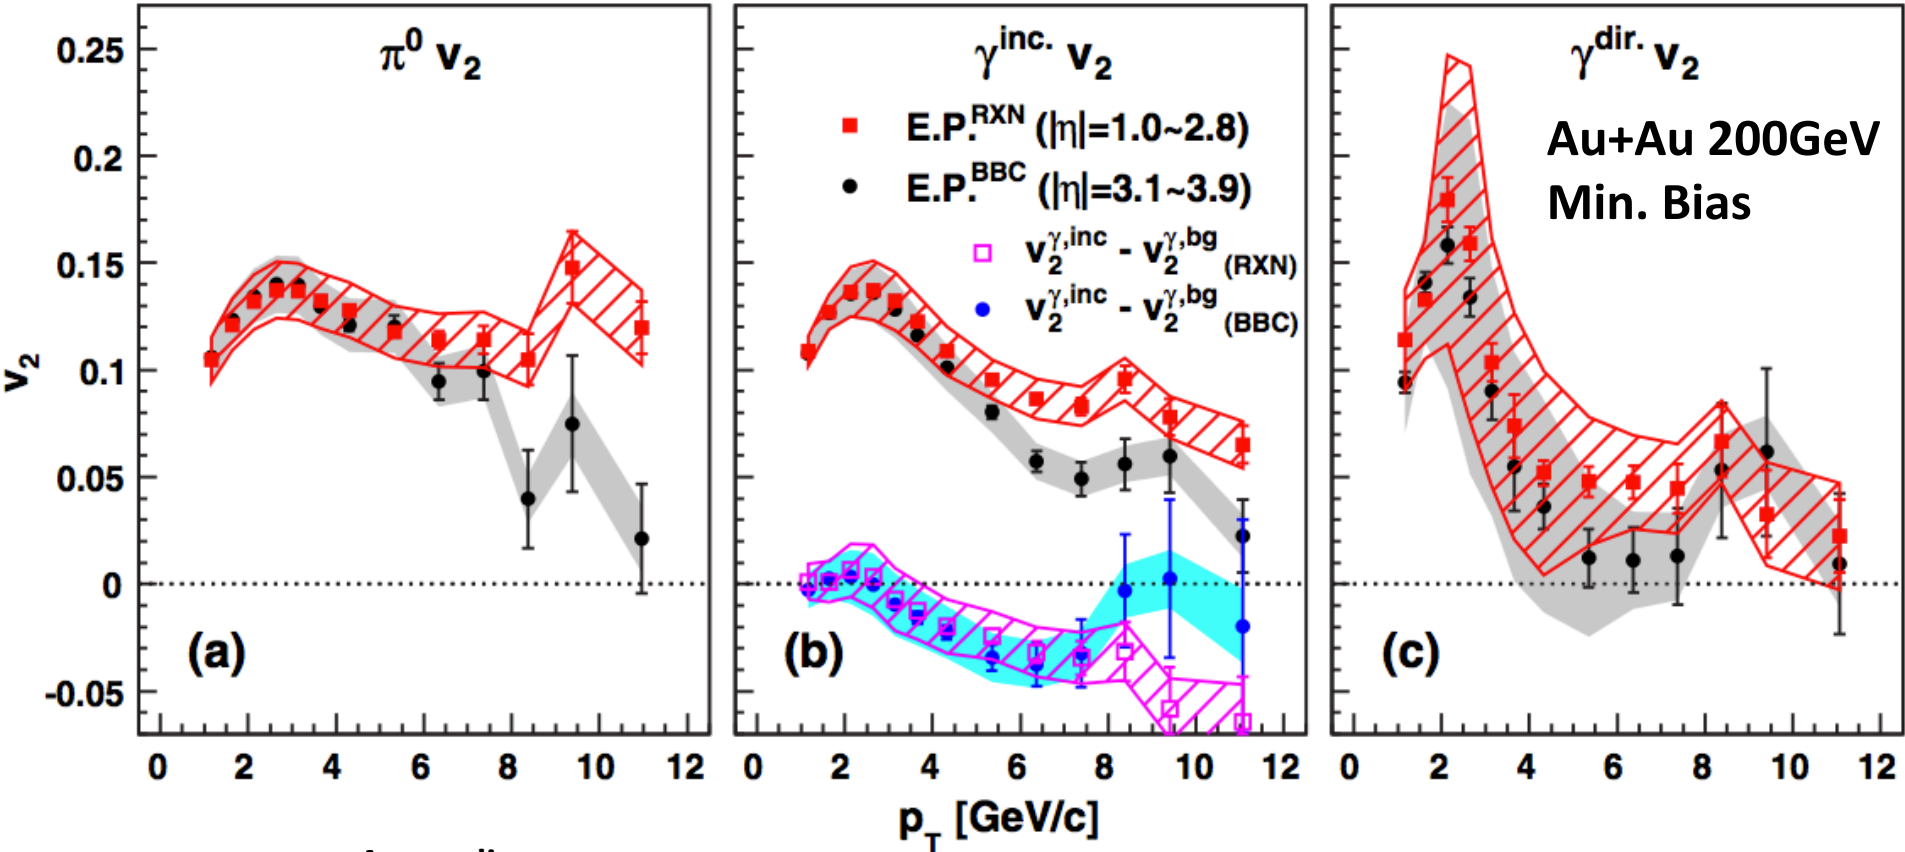 π⁰ v₂
γ^inc. v₂
γ^dir. v₂
E.P.^RXN (|η|=1.0~2.8)
E.P.^BBC (|η|=3.1~3.9)
v₂^γ,inc - v₂^γ,bg (RXN)
v₂^γ,inc - v₂^γ,bg (BBC)
Au+Au 200GeV
Min. Bias
v₂
0.25
0.2
0.15
0.1
0.05
0
-0.05
(a)
(b)
(c)
0 2 4 6 8 10 12
0 2 4 6 8 10 12
0 2 4 6 8 10 12
p_T [GeV/c]